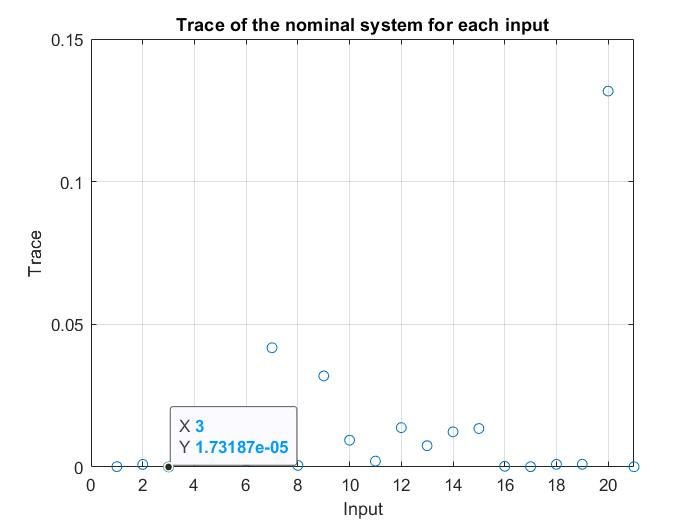 Trace of the nominal system for each input
0.15
0.1
0.05
0
Trace
X 3
Y 1.73187e-05
0 2 4 6 8 10 12 14 16 18 20
Input